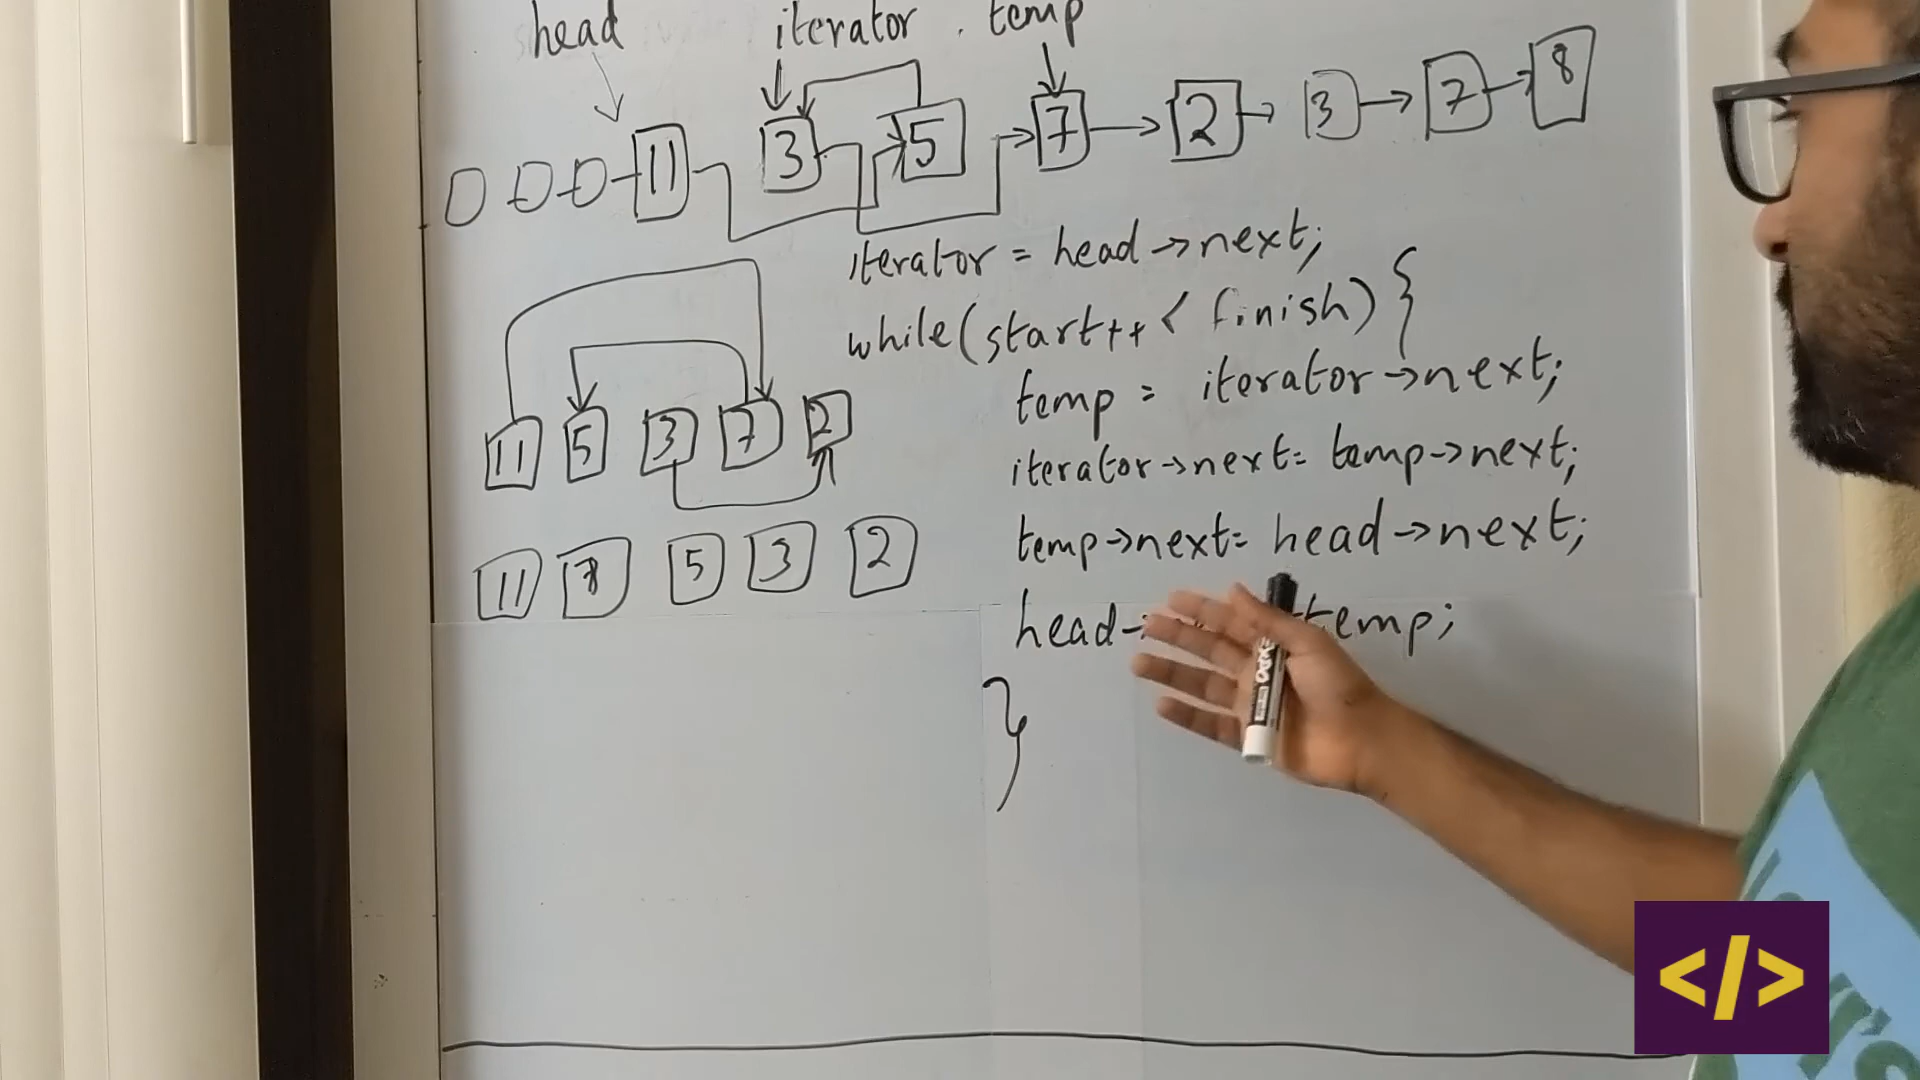 head iterator . temp
11 3 5 7 2 3 7 8
iterator = head->next;
while(start++ < finish) {
temp = iterator->next;
11 5 3 7 2
iterator->next= temp->next;
temp->next= head->next;
11 7 5 3 2
head- temp;
}
EXPO
</>